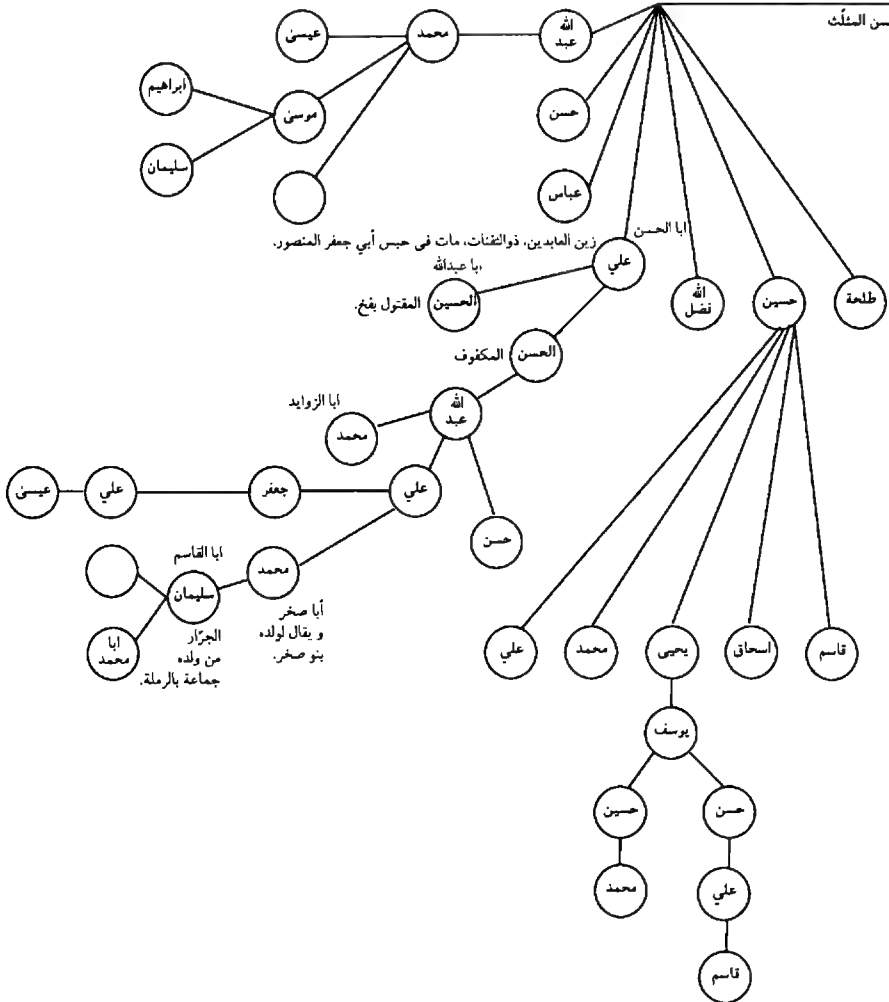 عبد الله
محمد
عيسىٰ
موسىٰ
ابراهيم
سليمان
حسن
عباس
ابا الحسن
علي
زين العابدين، ذوالثفنات، مات فى حبس أبي جعفر المنصور.
ابا عبدالله
الحسين
المقتول بفخ.
طلحة
حسين
فضل الله
الحسن
المكفوف
عبد الله
ابا الزوايد
محمد
حسن
علي
جعفر
علي
عيسىٰ
محمد
أبا صخر
و يقال لولده
بنو صخر.
ابا القاسم
سليمان
الجرّار
من ولده
جماعة بالرملة.
ابا محمد
قاسم
اسحاق
يحيى
محمد
علي
يوسف
حسن
حسين
علي
محمد
قاسم
المثلّث